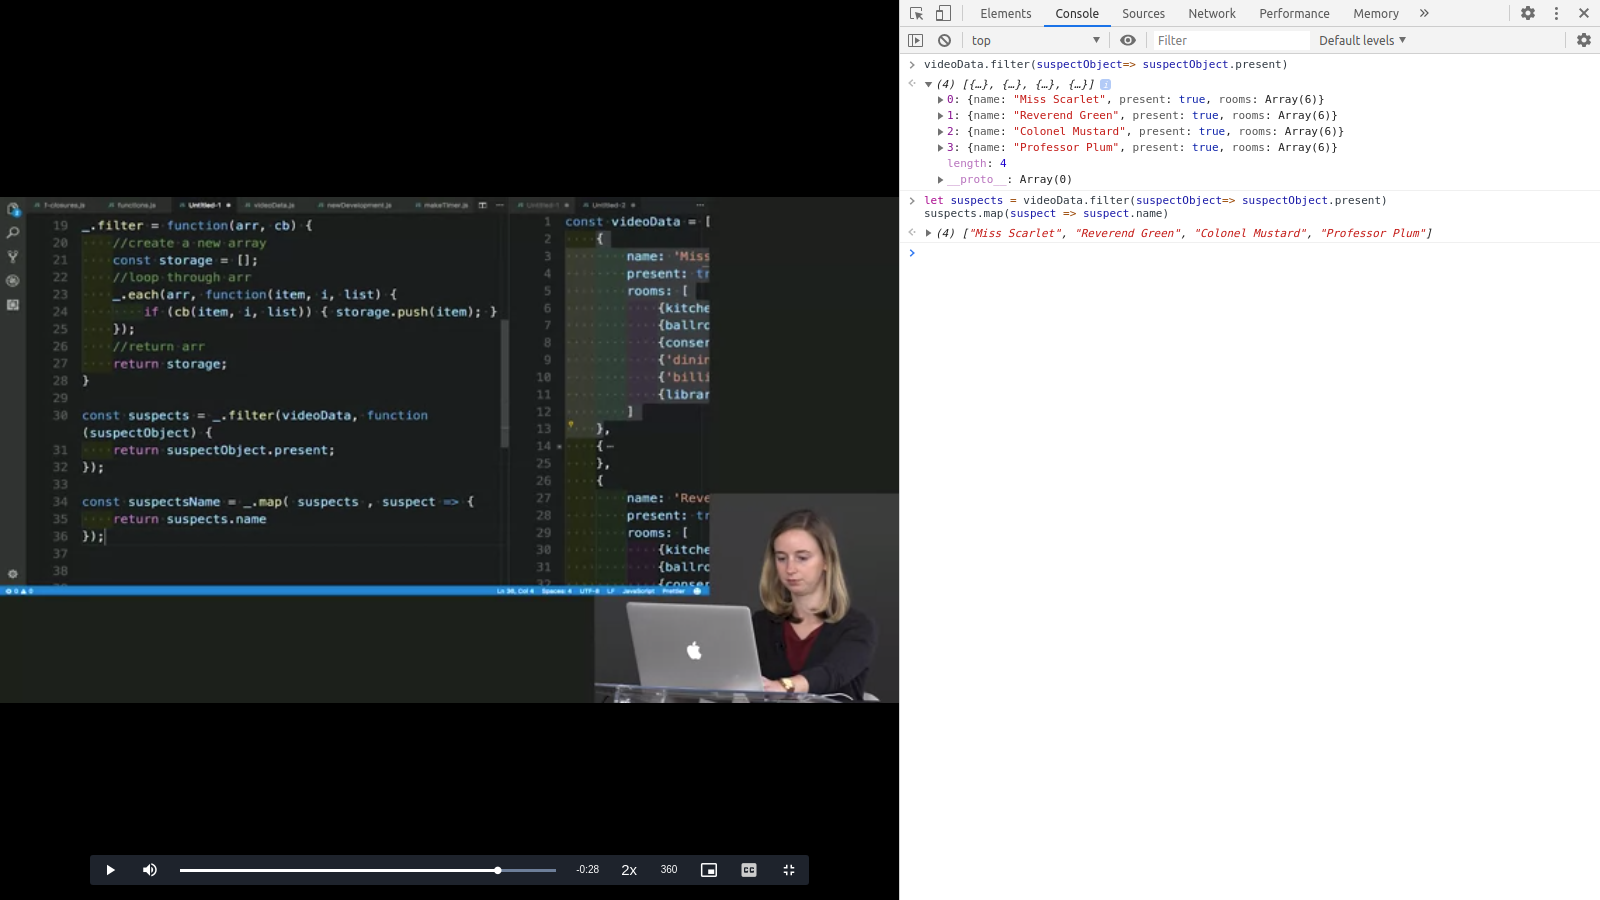 f-closures.js functions.js Untitled-1 videoData.js newDevelopment.js makeTimer.js Untitled-1 Untitled-2
19 _.filter = function(arr, cb) {
20 //create a new array
21 const storage = [];
22 //loop through arr
23 _.each(arr, function(item, i, list) {
24 if (cb(item, i, list)) { storage.push(item); }
25 });
26 //return arr
27 return storage;
28 }
29
30 const suspects = _.filter(videoData, function
(suspectObject) {
31 return suspectObject.present;
32 });
33
34 const suspectsName = _.map( suspects , suspect => {
35 return suspects.name
36 });
37
38
1 const videoData = [
2 {
3 name: 'Miss
4 present: tr
5 rooms: [
6 {kitche
7 {ballro
8 {conser
9 {'dinin
10 {'billi
11 {librar
12 ]
13 },
14 {
25 },
26 {
27 name: 'Reve
28 present: tr
29 rooms: [
30 {kitche
31 {ballro
32 {conser
0 0 Ln 36, Col 4 Spaces: 4 UTF-8 LF JavaScript Prettier
-0:28 2x 360 CC
Elements Console Sources Network Performance Memory
top Filter Default levels
videoData.filter(suspectObject=> suspectObject.present)
(4) [{…}, {…}, {…}, {…}] i
0: {name: "Miss Scarlet", present: true, rooms: Array(6)}
1: {name: "Reverend Green", present: true, rooms: Array(6)}
2: {name: "Colonel Mustard", present: true, rooms: Array(6)}
3: {name: "Professor Plum", present: true, rooms: Array(6)}
length: 4
__proto__: Array(0)
let suspects = videoData.filter(suspectObject=> suspectObject.present)
suspects.map(suspect => suspect.name)
(4) ["Miss Scarlet", "Reverend Green", "Colonel Mustard", "Professor Plum"]